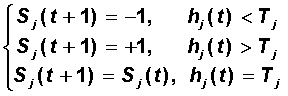 S_j(t+1) = −1, h_j(t) < T_j
S_j(t+1) = +1, h_j(t) > T_j
S_j(t+1) = S_j(t), h_j(t) = T_j